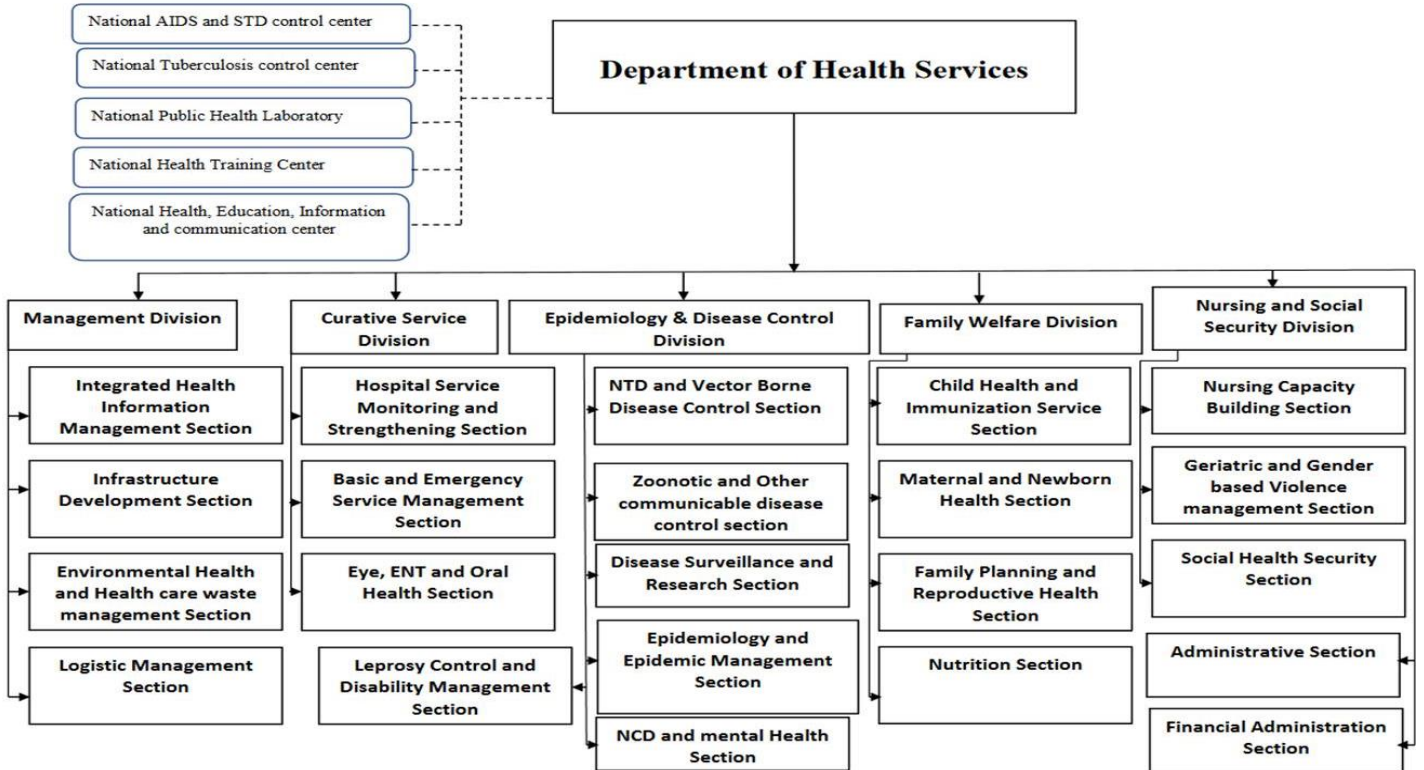 National AIDS and STD control center
National Tuberculosis control center
National Public Health Laboratory
National Health Training Center
National Health, Education, Information
and communication center
Department of Health Services
Management Division
Integrated Health
Information
Management Section
Infrastructure
Development Section
Environmental Health
and Health care waste
management Section
Logistic Management
Section
Curative Service
Division
Hospital Service
Monitoring and
Strengthening Section
Basic and Emergency
Service Management
Section
Eye, ENT and Oral
Health Section
Epidemiology & Disease Control
Division
NTD and Vector Borne
Disease Control Section
Zoonotic and Other
communicable disease
control section
Disease Surveillance and
Research Section
Epidemiology and
Epidemic Management
Section
Leprosy Control and
Disability Management
Section
NCD and mental Health
Section
Family Welfare Division
Child Health and
Immunization Service
Section
Maternal and Newborn
Health Section
Family Planning and
Reproductive Health
Section
Nutrition Section
Nursing and Social
Security Division
Nursing Capacity
Building Section
Geriatric and Gender
based Violence
management Section
Social Health Security
Section
Administrative Section
Financial Administration
Section